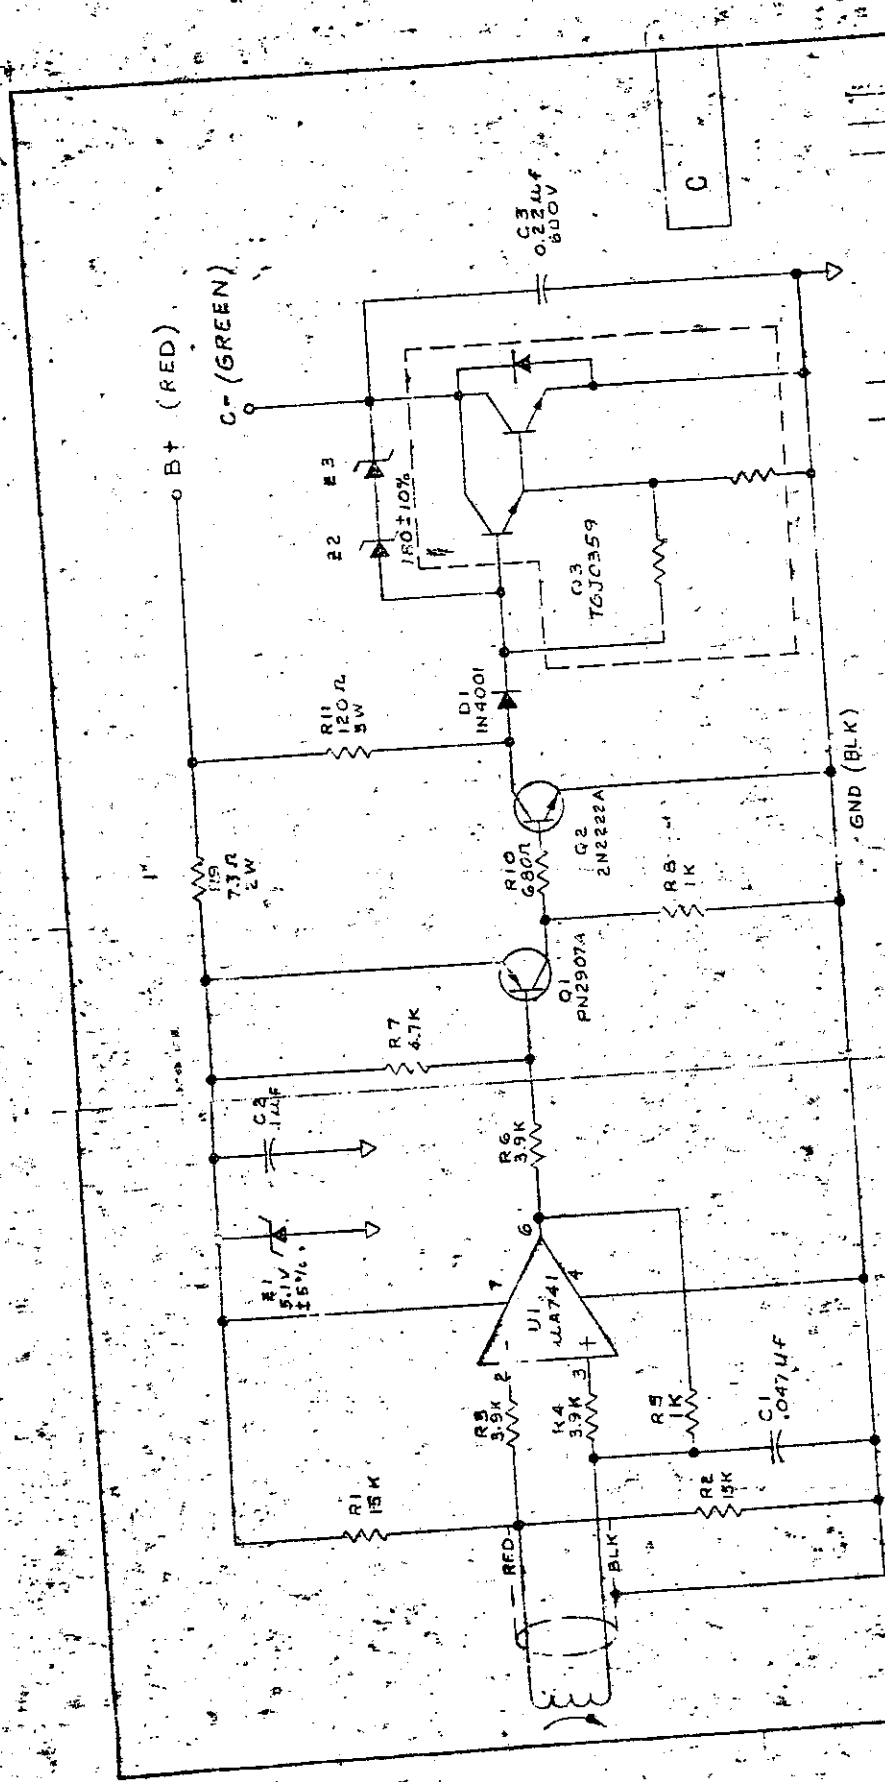 B+ (RED)
C- (GREEN)
C3
0.22uf
600V
C
Z3
Z2
180±10%
Q3
TGJC359
D1
1N4001
R11
120Ω
5W
R9
7.3Ω
2W
R10
680Ω
Q2
2N2222A
R8
1K
GND (BLK)
Q1
PN2907A
R7
4.7K
C2
.1uF
R6
3.9K
Z1
5.1V
±5%
7
6
U1
uA741
4
-
+
2
3
R3
3.9K
R4
3.9K
R5
1K
C1
.047uF
R1
15K
R2
15K
RED
BLK